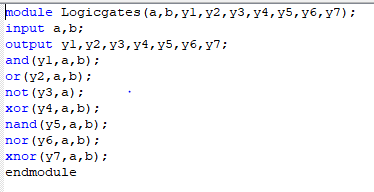 module Logicgates(a,b,y1,y2,y3,y4,y5,y6,y7);
input a,b;
output y1,y2,y3,y4,y5,y6,y7;
and(y1,a,b);
or(y2,a,b);
not(y3,a);
xor(y4,a,b);
nand(y5,a,b);
nor(y6,a,b);
xnor(y7,a,b);
endmodule